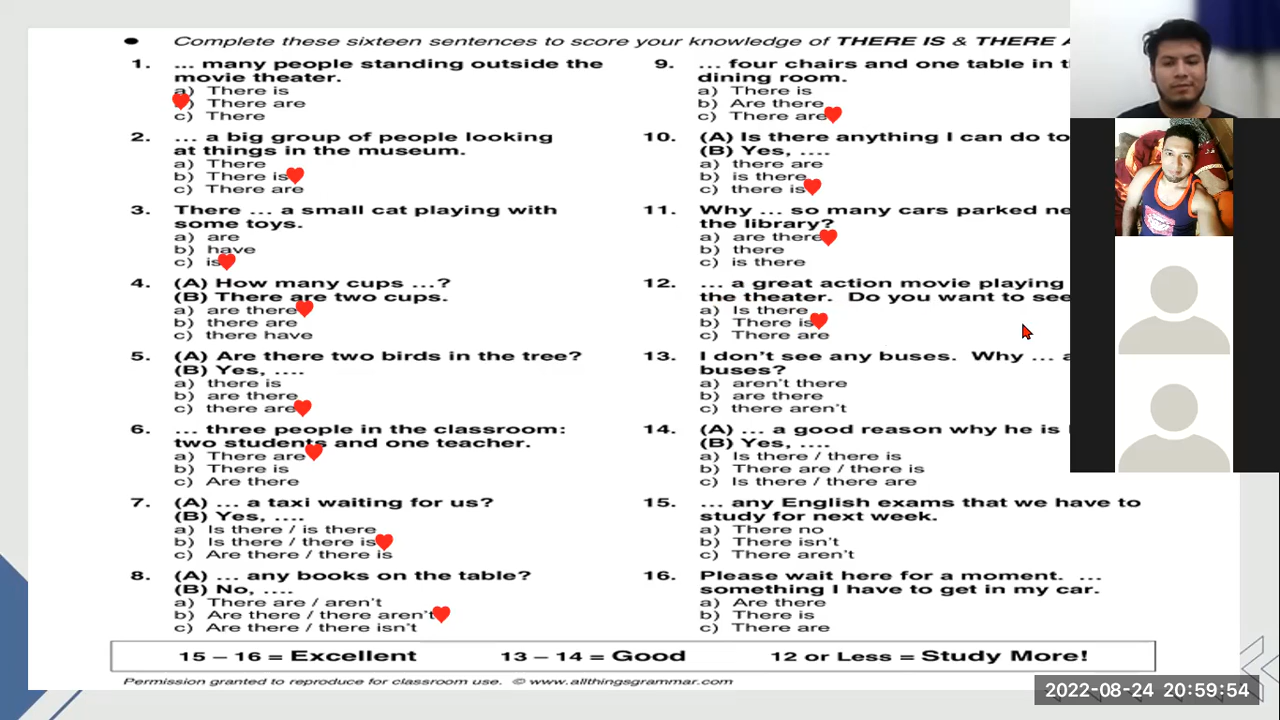 Complete these sixteen sentences to score your knowledge of THERE IS & THERE
1. ... many people standing outside the
movie theater.
a) There is
) There are
c) There
2. ... a big group of people looking
at things in the museum.
a) There
b) There is
c) There are
3. There ... a small cat playing with
some toys.
a) are
b) have
c) is
4. (A) How many cups ...?
(B) There are two cups.
a) are there
b) there are
c) there have
5. (A) Are there two birds in the tree?
(B) Yes, ....
a) there is
b) are there
c) there are
6. ... three people in the classroom:
two students and one teacher.
a) There are
b) There is
c) Are there
7. (A) ... a taxi waiting for us?
(B) Yes, ....
a) Is there / is there
b) Is there / there is
c) Are there / there is
8. (A) ... any books on the table?
(B) No, ....
a) There are / aren't
b) Are there / there aren't
c) Are there / there isn't
9. ... four chairs and one table in
dining room.
a) There is
b) Are there
c) There are
10. (A) Is there anything I can do to
(B) Yes, ....
a) there are
b) is there
c) there is
11. Why ... so many cars parked
the library?
a) are there
b) there
c) is there
12. ... a great action movie playing
the theater. Do you want to see
a) Is there
b) There is
c) There are
13. I don't see any buses. Why ...
buses?
a) aren't there
b) are there
c) there aren't
14. (A) ... a good reason why he is
(B) Yes, ....
a) Is there / there is
b) There are / there is
c) Is there / there are
15. ... any English exams that we have to
study for next week.
a) There no
b) There isn't
c) There aren't
16. Please wait here for a moment. ...
something I have to get in my car.
a) Are there
b) There is
c) There are
15 – 16 = Excellent 13 – 14 = Good 12 or Less = Study More!
Permission granted to reproduce for classroom use. © www.allthingsgrammar.com
2022-08-24 20:59:54